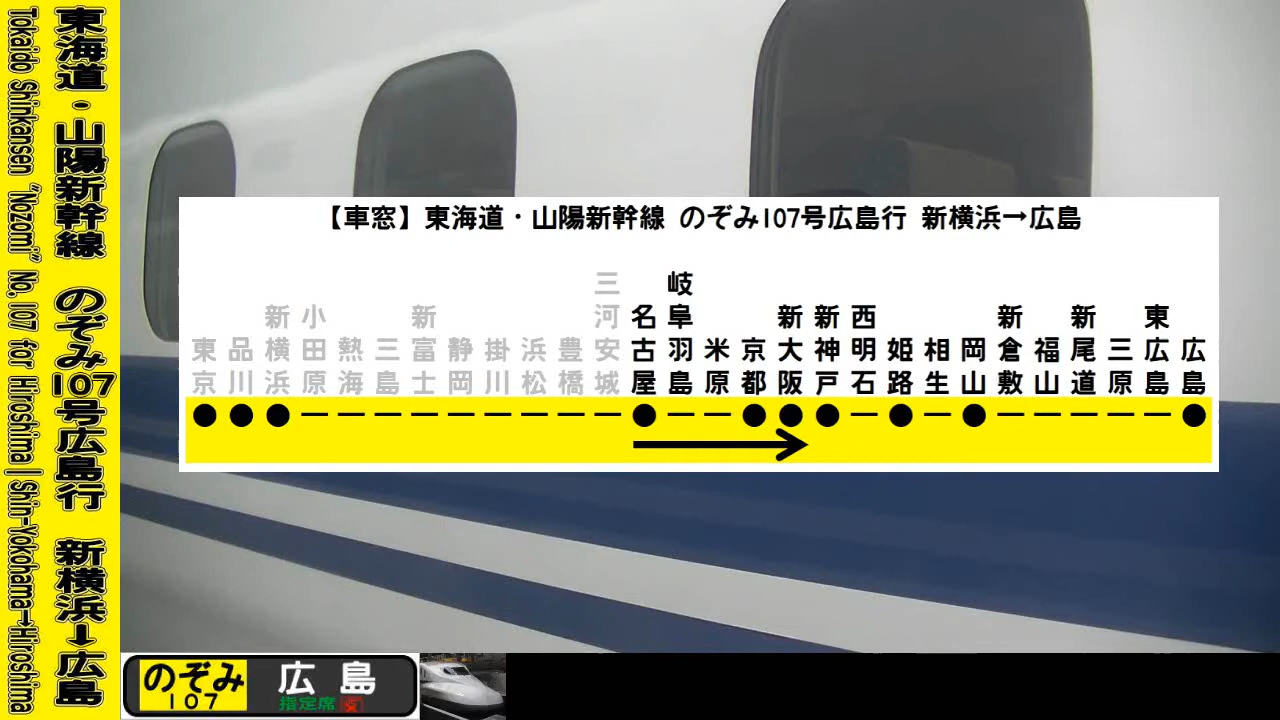 東海道・山陽新幹線 のぞみ107号広島行 新横浜→広島
Tokaido Shinkansen "Nozomi" No. 107 for Hiroshima | Shin-Yokohama→Hiroshima
【車窓】東海道・山陽新幹線 のぞみ107号広島行 新横浜→広島
東京
品川
新横浜
小田原
熱海
三島
新富士
静岡
掛川
浜松
豊橋
三河安城
名古屋
岐阜羽島
米原
京都
新大阪
新神戸
西明石
姫路
相生
岡山
新倉敷
福山
新尾道
三原
東広島
広島
のぞみ
107
広島
指定席